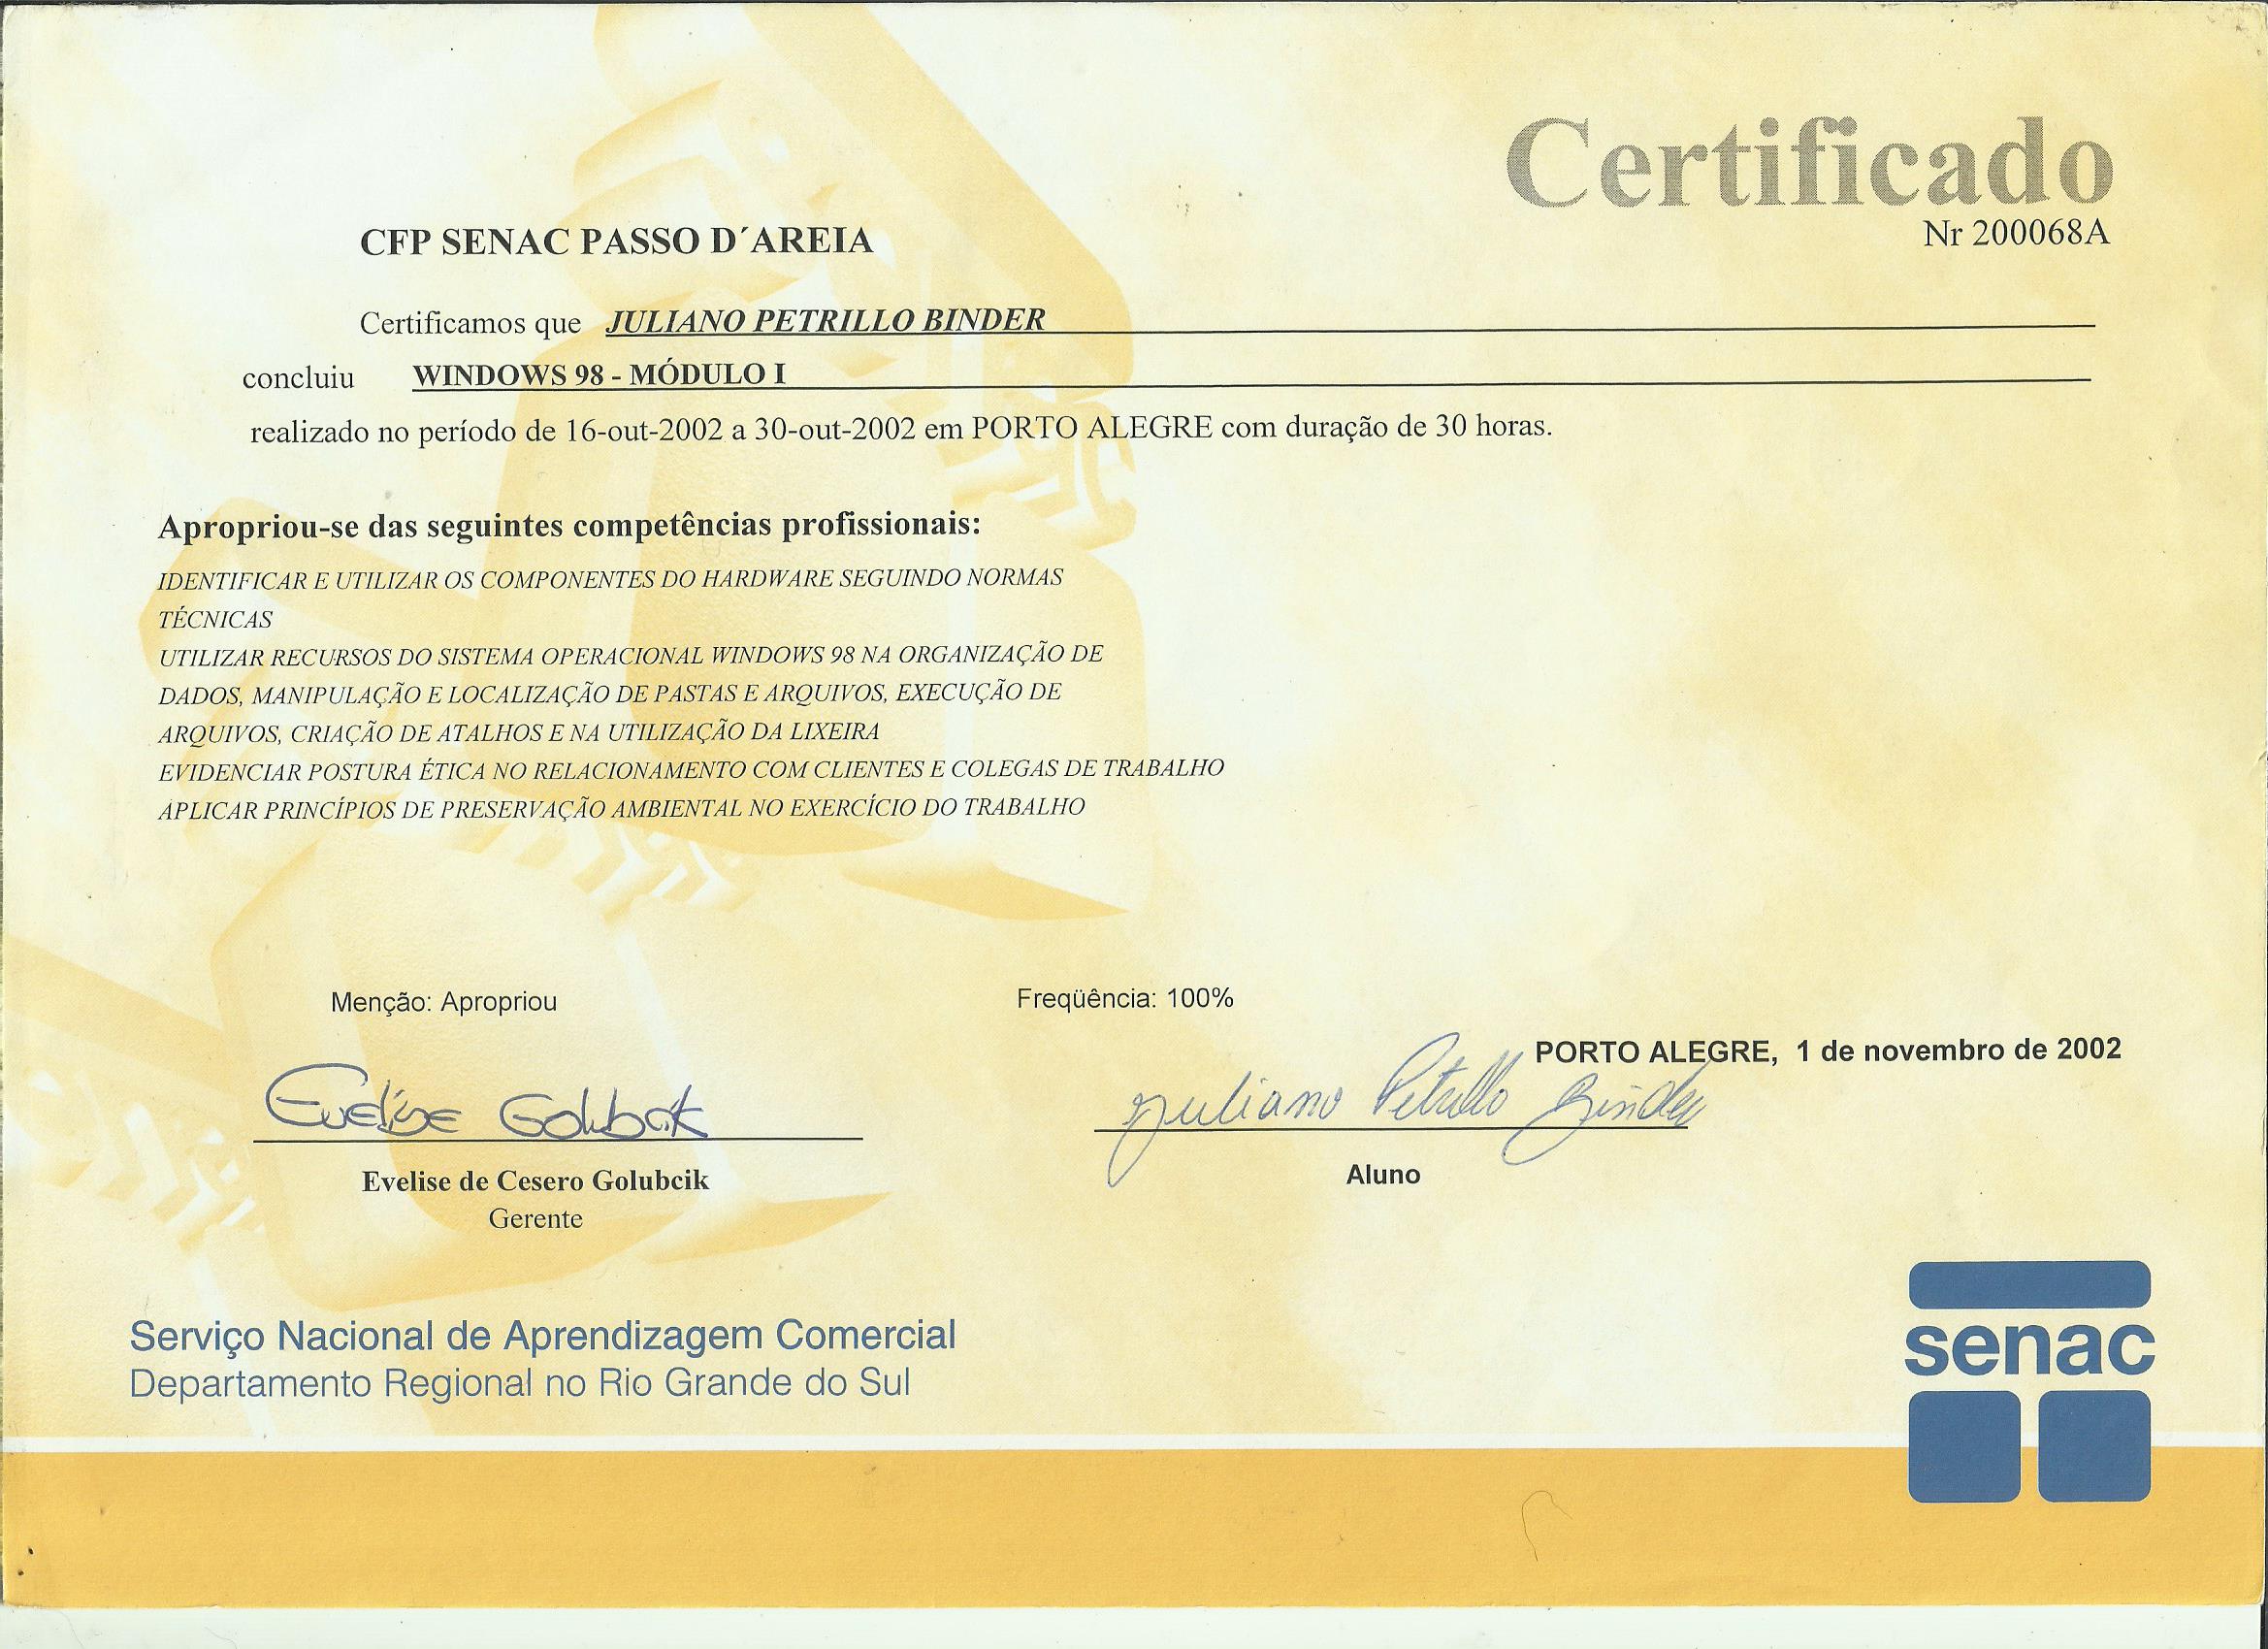 Certificado
Nr 200068A
CFP SENAC PASSO D´AREIA
Certificamos que JULIANO PETRILLO BINDER
concluiu WINDOWS 98 - MÓDULO I
realizado no período de 16-out-2002 a 30-out-2002 em PORTO ALEGRE com duração de 30 horas.
Apropriou-se das seguintes competências profissionais:
IDENTIFICAR E UTILIZAR OS COMPONENTES DO HARDWARE SEGUINDO NORMAS
TÉCNICAS
UTILIZAR RECURSOS DO SISTEMA OPERACIONAL WINDOWS 98 NA ORGANIZAÇÃO DE
DADOS, MANIPULAÇÃO E LOCALIZAÇÃO DE PASTAS E ARQUIVOS, EXECUÇÃO DE
ARQUIVOS, CRIAÇÃO DE ATALHOS E NA UTILIZAÇÃO DA LIXEIRA
EVIDENCIAR POSTURA ÉTICA NO RELACIONAMENTO COM CLIENTES E COLEGAS DE TRABALHO
APLICAR PRINCÍPIOS DE PRESERVAÇÃO AMBIENTAL NO EXERCÍCIO DO TRABALHO
Menção: Apropriou
Freqüência: 100%
PORTO ALEGRE, 1 de novembro de 2002
Evelise Golubcik
Juliano Petrillo Binder
Evelise de Cesero Golubcik
Gerente
Aluno
Serviço Nacional de Aprendizagem Comercial
Departamento Regional no Rio Grande do Sul
senac